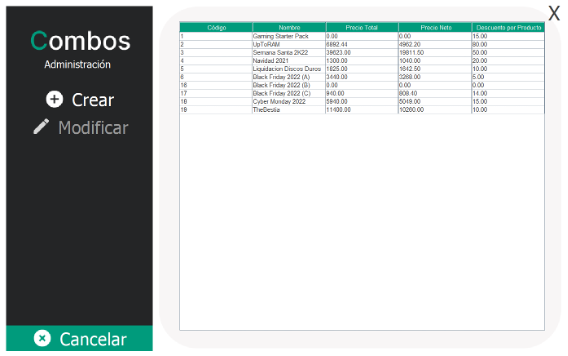 Combos
Administración
Crear
Modificar
Cancelar
X
Código Nombre Precio Total Precio Neto Descuento por Producto
1 Gaming Starter Pack 0.00 0.00 15.00
2 UpToRAM 6892.44 4962.20 80.00
3 Semana Santa 2K22 39623.00 19811.50 50.00
4 Navidad 2021 1300.00 1040.00 20.00
5 Liquidacion Discos Duros 1825.00 1642.50 10.00
6 Black Friday 2022 (A) 3440.00 3268.00 5.00
16 Black Friday 2022 (B) 0.00 0.00 0.00
17 Black Friday 2022 (C) 940.00 808.40 14.00
18 Cyber Monday 2022 5940.00 5049.00 15.00
19 TheBestia 11400.00 10260.00 10.00